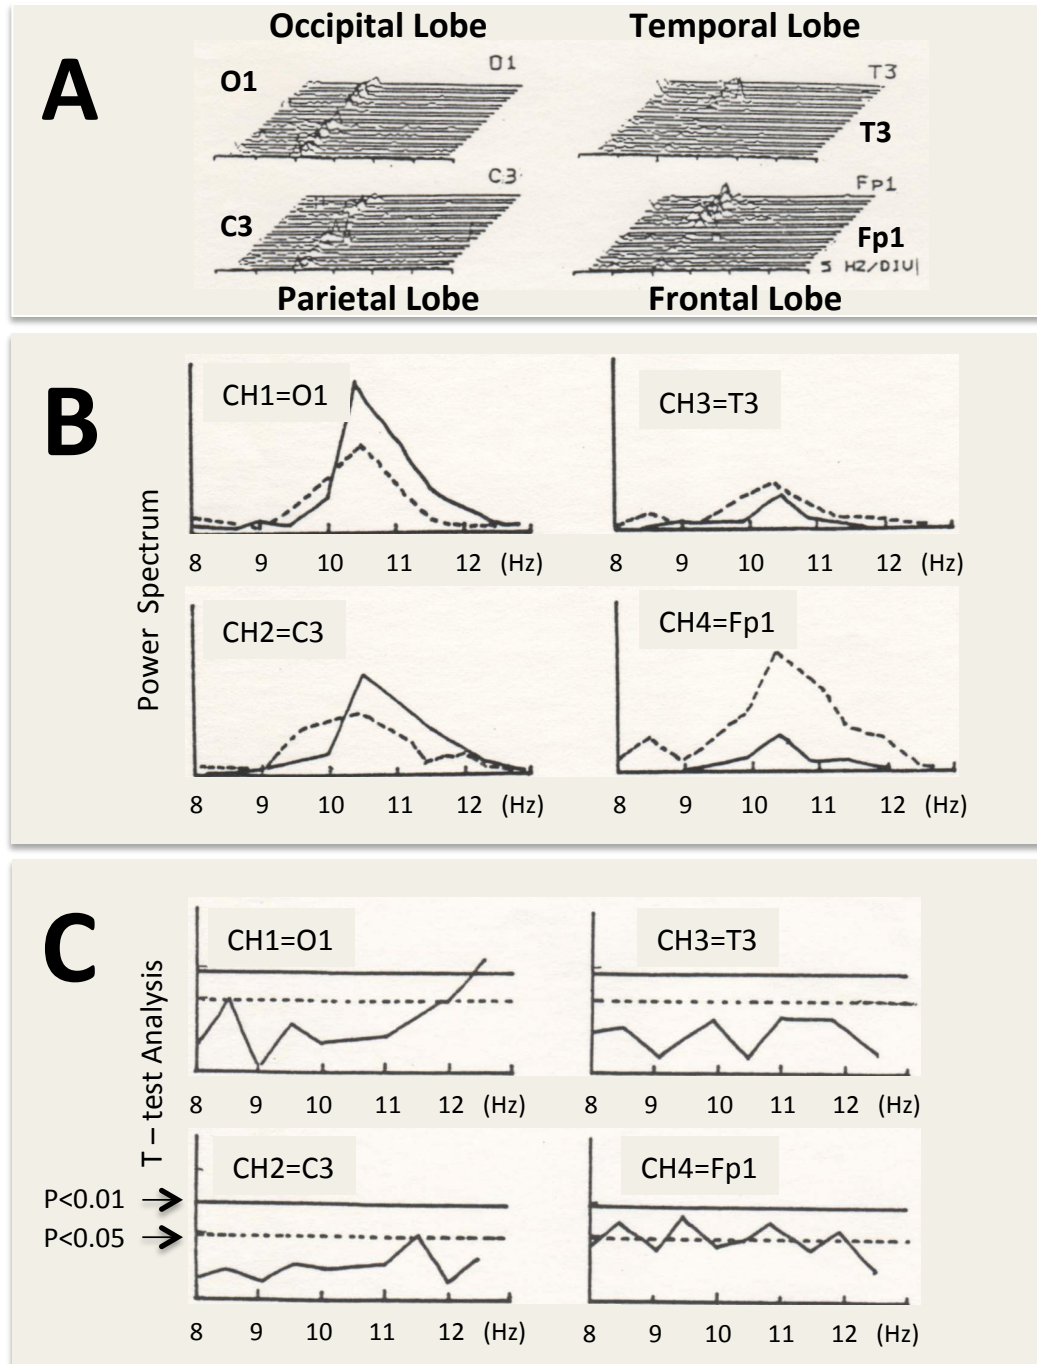 A
Occipital Lobe
Temporal Lobe
O1
O1
T3
T3
C3
C3
Fp1
Fp1
5 HZ/DIV
Parietal Lobe
Frontal Lobe
B
Power Spectrum
CH1=O1
8 9 10 11 12 (Hz)
CH3=T3
8 9 10 11 12 (Hz)
CH2=C3
8 9 10 11 12 (Hz)
CH4=Fp1
8 9 10 11 12 (Hz)
C
T – test Analysis
CH1=O1
8 9 10 11 12 (Hz)
CH3=T3
8 9 10 11 12 (Hz)
P<0.01
P<0.05
CH2=C3
8 9 10 11 12 (Hz)
CH4=Fp1
8 9 10 11 12 (Hz)